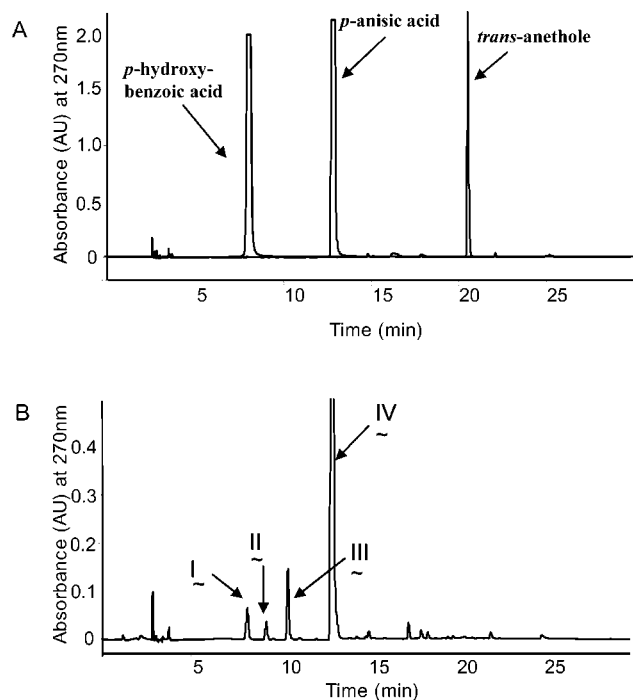 A
Absorbance (AU) at 270nm
2.0
1.5
1.0
0.5
0
p-hydroxy-
benzoic acid
p-anisic acid
trans-anethole
5 10 15 20 25
Time (min)
B
Absorbance (AU) at 270nm
0.4
0.3
0.2
0.1
0
I
~
II
~
III
~
IV
~
5 10 15 20 25
Time (min)